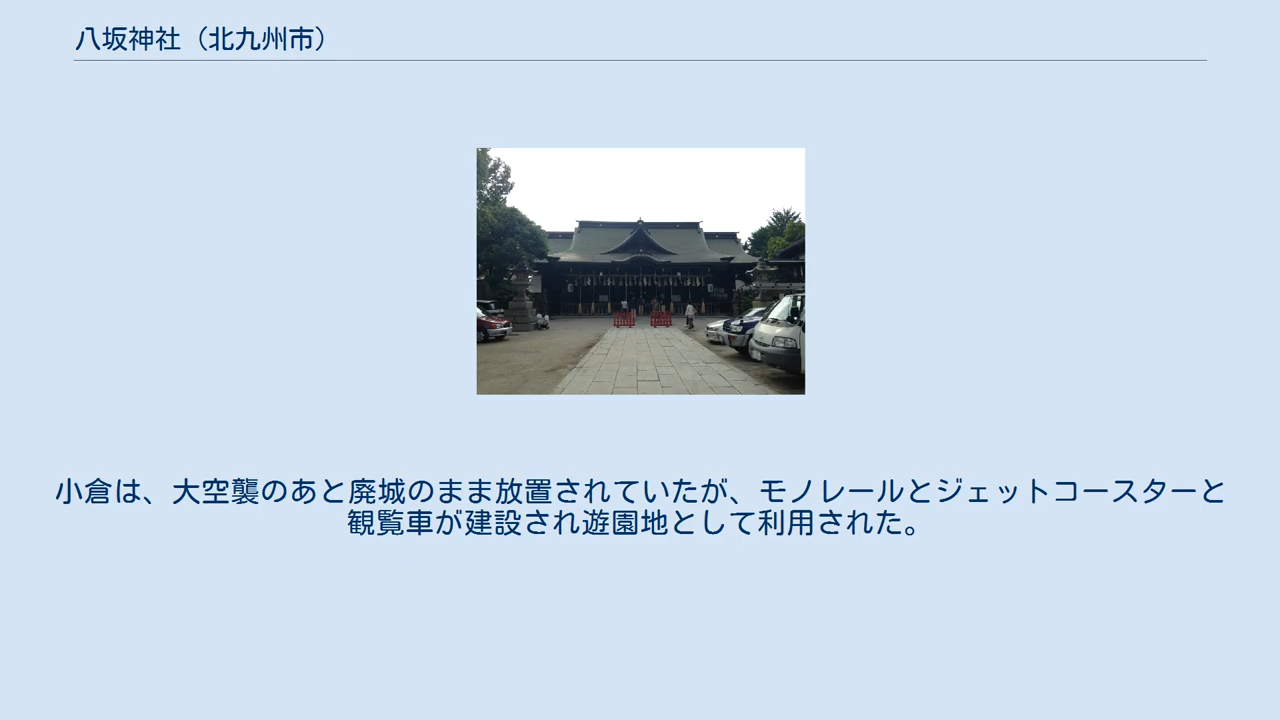 八坂神社（北九州市）
小倉は、大空襲のあと廃城のまま放置されていたが、モノレールとジェットコースターと
観覧車が建設され遊園地として利用された。